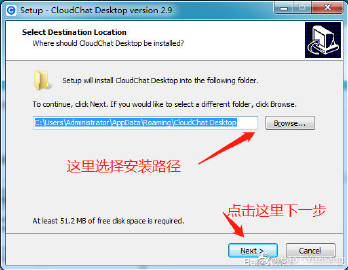 Setup - CloudChat Desktop version 2.9
Select Destination Location
Where should CloudChat Desktop be installed?
Setup will install CloudChat Desktop into the following folder.
To continue, click Next. If you would like to select a different folder, click Browse.
C:\Users\Administrator\AppData\Roaming\CloudChat Desktop
Browse...
这里选择安装路径
点击这里下一步
At least 51.2 MB of free disk space is required.
Next >
Cancel